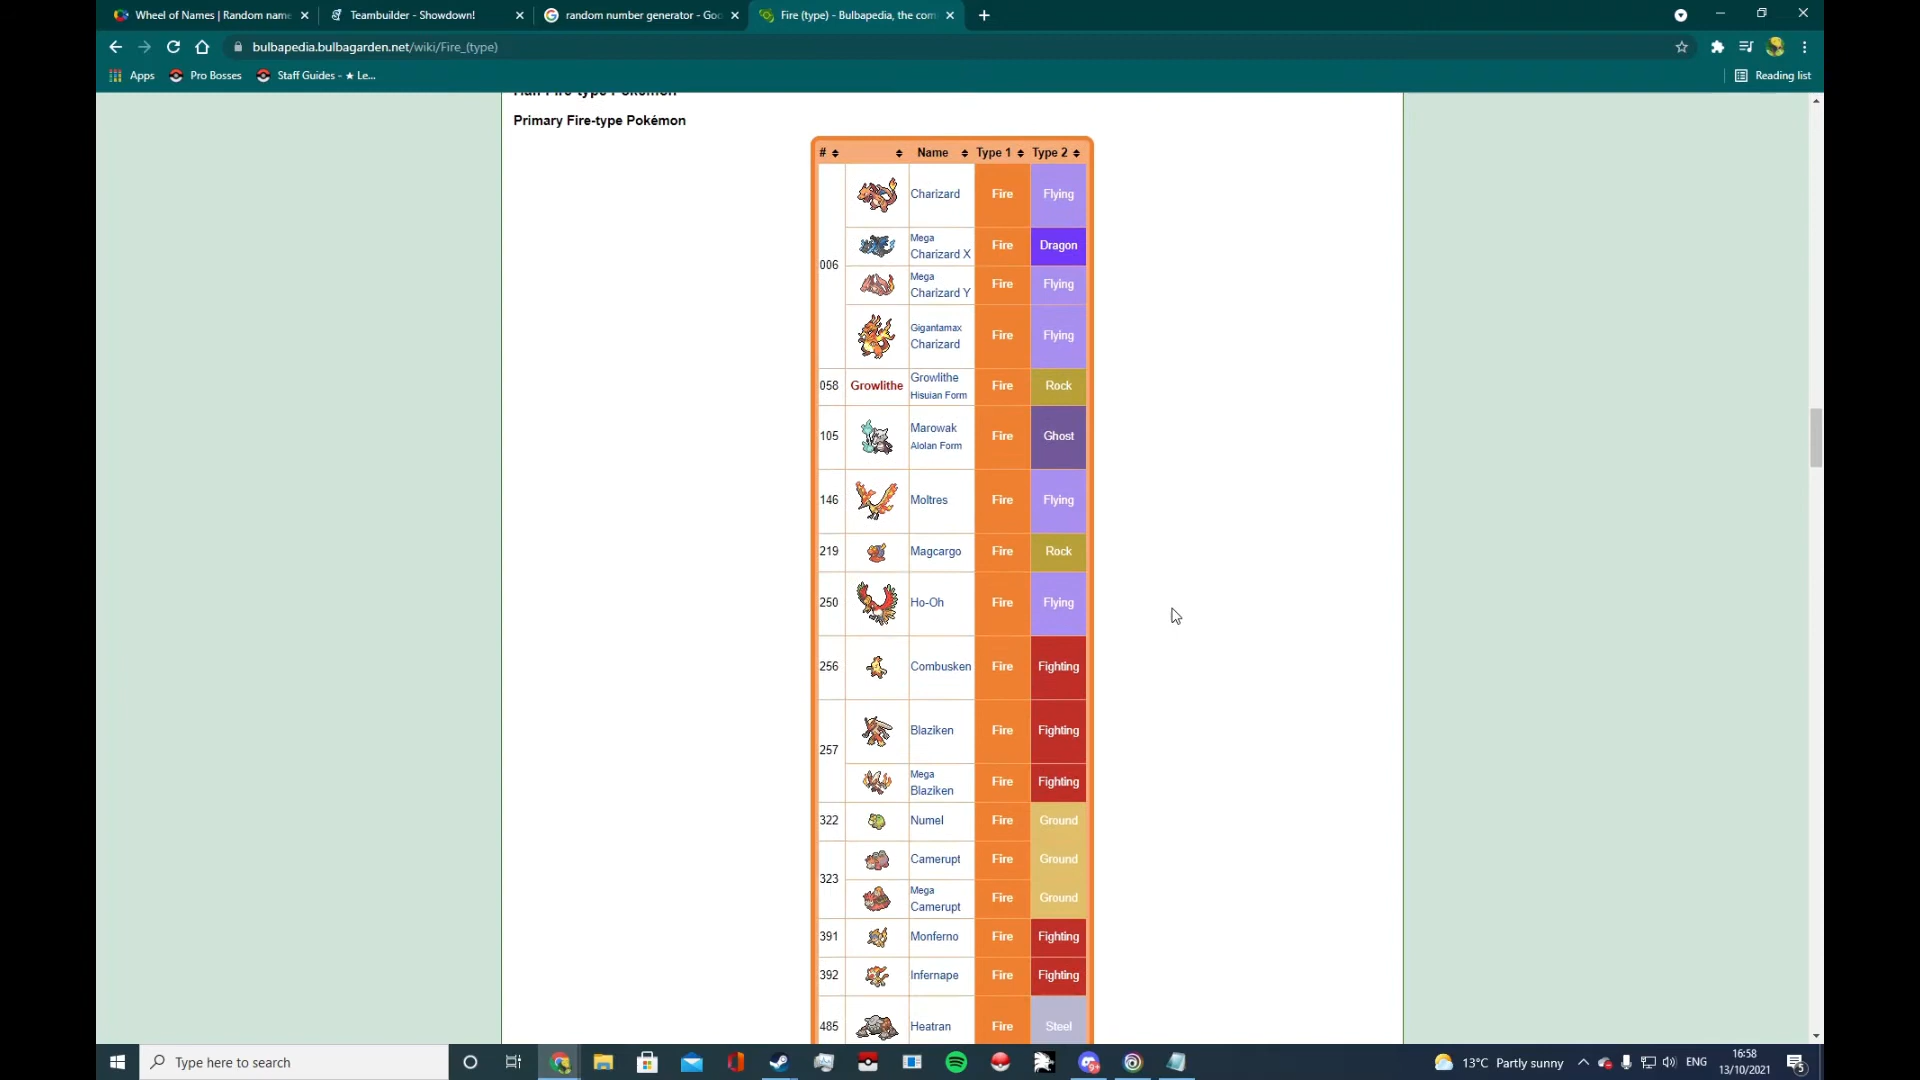 Wheel of Names | Random name
Teambuilder - Showdown!
random number generator - Goo
Fire (type) - Bulbapedia, the com
bulbapedia.bulbagarden.net/wiki/Fire_(type)
Apps
Pro Bosses
Staff Guides - ★ Le...
Reading list
Half Fire-type Pokémon
Primary Fire-type Pokémon
# Name Type 1 Type 2
006 Charizard Fire Flying
Mega
Charizard X Fire Dragon
Mega
Charizard Y Fire Flying
Gigantamax
Charizard Fire Flying
058 Growlithe Growlithe
Hisuian Form Fire Rock
105 Marowak
Alolan Form Fire Ghost
146 Moltres Fire Flying
219 Magcargo Fire Rock
250 Ho-Oh Fire Flying
256 Combusken Fire Fighting
257 Blaziken Fire Fighting
Mega
Blaziken Fire Fighting
322 Numel Fire Ground
323 Camerupt Fire Ground
Mega
Camerupt Fire Ground
391 Monferno Fire Fighting
392 Infernape Fire Fighting
485 Heatran Fire Steel
Type here to search
13°C Partly sunny
ENG
16:58
13/10/2021
5